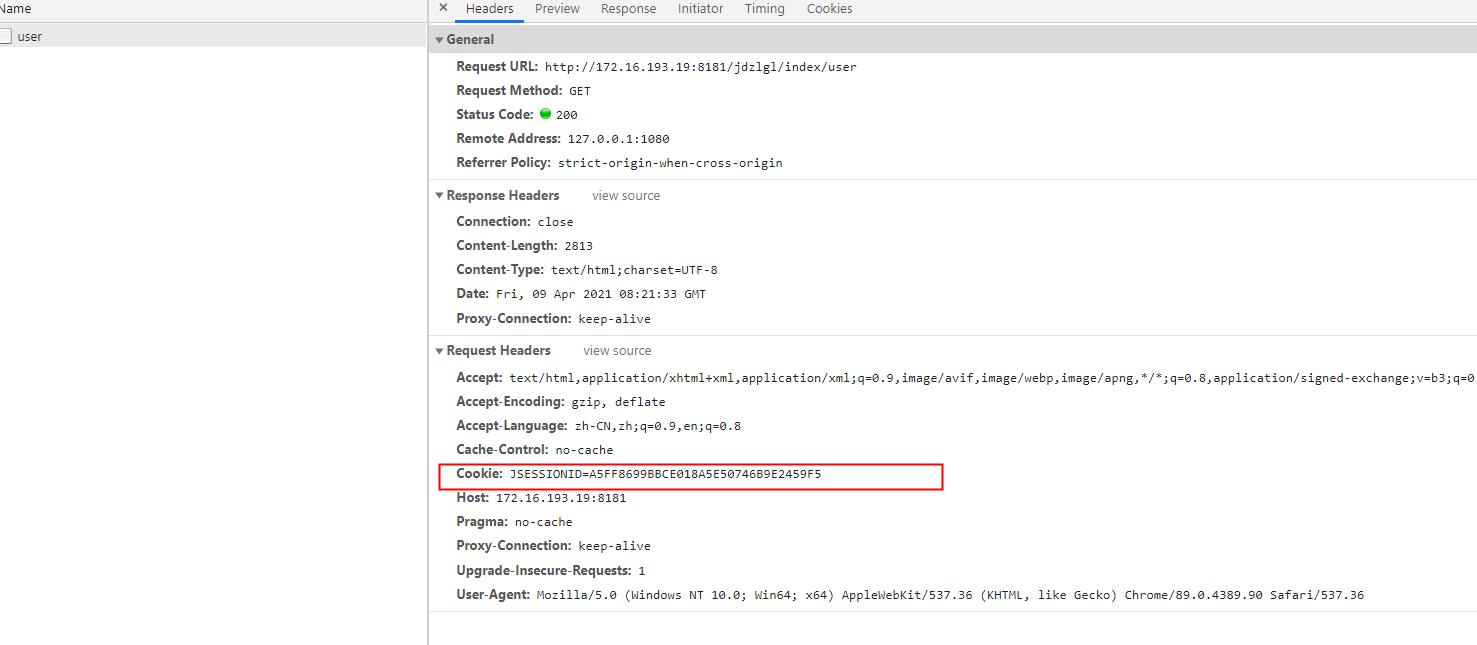 Name
user
× Headers Preview Response Initiator Timing Cookies
General
Request URL: http://172.16.193.19:8181/jdzlgl/index/user
Request Method: GET
Status Code: 200
Remote Address: 127.0.0.1:1080
Referrer Policy: strict-origin-when-cross-origin
Response Headers view source
Connection: close
Content-Length: 2813
Content-Type: text/html;charset=UTF-8
Date: Fri, 09 Apr 2021 08:21:33 GMT
Proxy-Connection: keep-alive
Request Headers view source
Accept: text/html,application/xhtml+xml,application/xml;q=0.9,image/avif,image/webp,image/apng,*/*;q=0.8,application/signed-exchange;v=b3;q=0
Accept-Encoding: gzip, deflate
Accept-Language: zh-CN,zh;q=0.9,en;q=0.8
Cache-Control: no-cache
Cookie: JSESSIONID=A5FF8699BBCE018A5E50746B9E2459F5
Host: 172.16.193.19:8181
Pragma: no-cache
Proxy-Connection: keep-alive
Upgrade-Insecure-Requests: 1
User-Agent: Mozilla/5.0 (Windows NT 10.0; Win64; x64) AppleWebKit/537.36 (KHTML, like Gecko) Chrome/89.0.4389.90 Safari/537.36